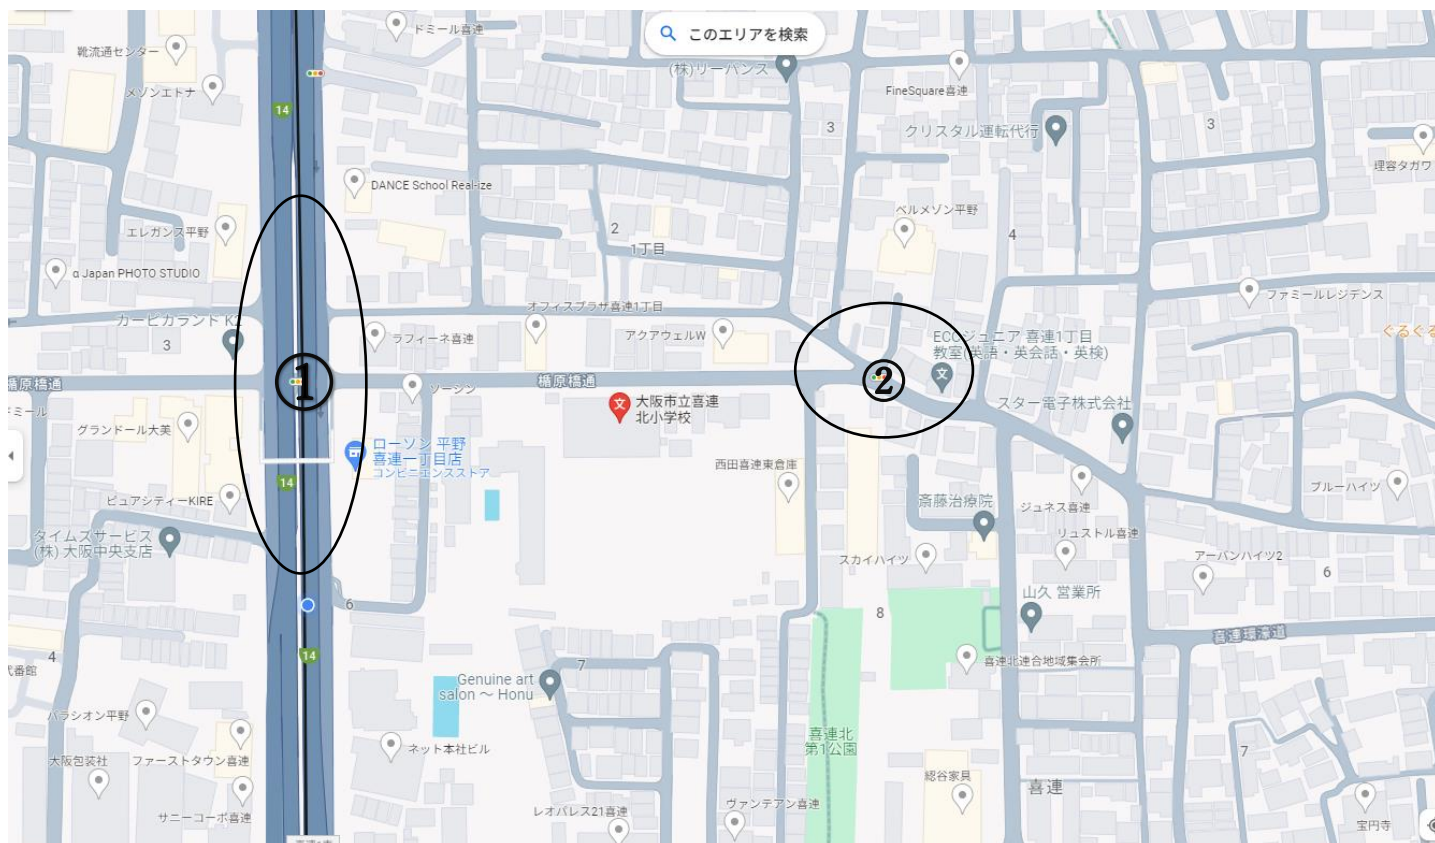 ドミール喜連
このエリアを検索
靴流通センター
(株)リーバンス
メゾンエトナ
FineSquare喜連
14
3
クリスタル運転代行
3
理容タガワ
DANCE School Real-ize
エレガンス平野
2
1丁目
ベルメゾン平野
4
α Japan PHOTO STUDIO
オフィスプラザ喜連1丁目
ファミールレジデンス
カービカランド K2
3
ラフィーネ喜連
アクアウェルW
ECCジュニア 喜連1丁目
教室(英語・英会話・英検)
ぐるぐる
楯原橋通
①
ソーシン
楯原橋通
②
大阪市立喜連
北小学校
スター電子株式会社
ドミール
グランドール大美
ローソン 平野
喜連一丁目店
コンビニエンスストア
西田喜連東倉庫
14
ピュアシティーKIRE
斎藤治療院
ジュネス喜連
ブルーハイツ
タイムズサービス
(株) 大阪中央支店
リュストル喜連
スカイハイツ
アーバンハイツ2
6
山久 営業所
6
8
喜連環濠道
14
4
弐番館
7
喜連北連合地域集会所
Genuine art
salon ～ Honu
パラシオン平野
喜連北
第1公園
ネット本社ビル
7
大阪包装社
ファーストタウン喜連
総谷家具
喜連
レオパレス21喜連
ヴァンテアン喜連
サニーコーポ喜連
宝円寺